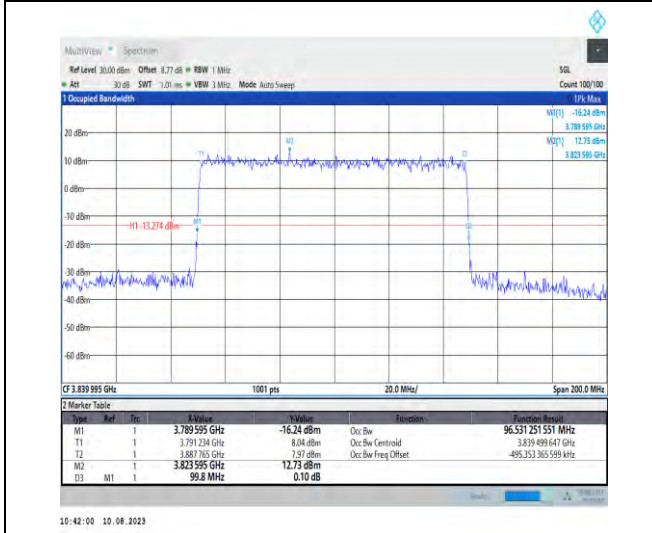 MultiView Spectrum
Ref Level 30.00 dBm Offset 8.77 dB RBW 1 MHz SGL
Att 30 dB SWT 1.01 ms VBW 3 MHz Mode Auto Sweep Count 100/100
1 Occupied Bandwidth 1Pk Max
M1[1] -16.24 dBm
3.789 595 GHz
M2[1] 12.73 dBm
3.823 595 GHz
20 dBm
M2
T1
10 dBm
0 dBm
-10 dBm
M1
H1 -13.274 dBm
-20 dBm
-30 dBm
-40 dBm
-50 dBm
-60 dBm
CF 3.839 995 GHz 1001 pts 20.0 MHz/ Span 200.0 MHz
2 Marker Table
Type Ref Trc X-Value Y-Value Function Function Result
M1 1 3.789 595 GHz -16.24 dBm Occ Bw 96.531 251 551 MHz
T1 1 3.791 234 GHz 8.04 dBm Occ Bw Centroid 3.839 499 647 GHz
T2 1 3.887 765 GHz 7.97 dBm Occ Bw Freq Offset -495.353 365 599 kHz
M2 1 3.823 595 GHz 12.73 dBm
D3 M1 1 99.8 MHz 0.10 dB
10:42:00 10.08.2023